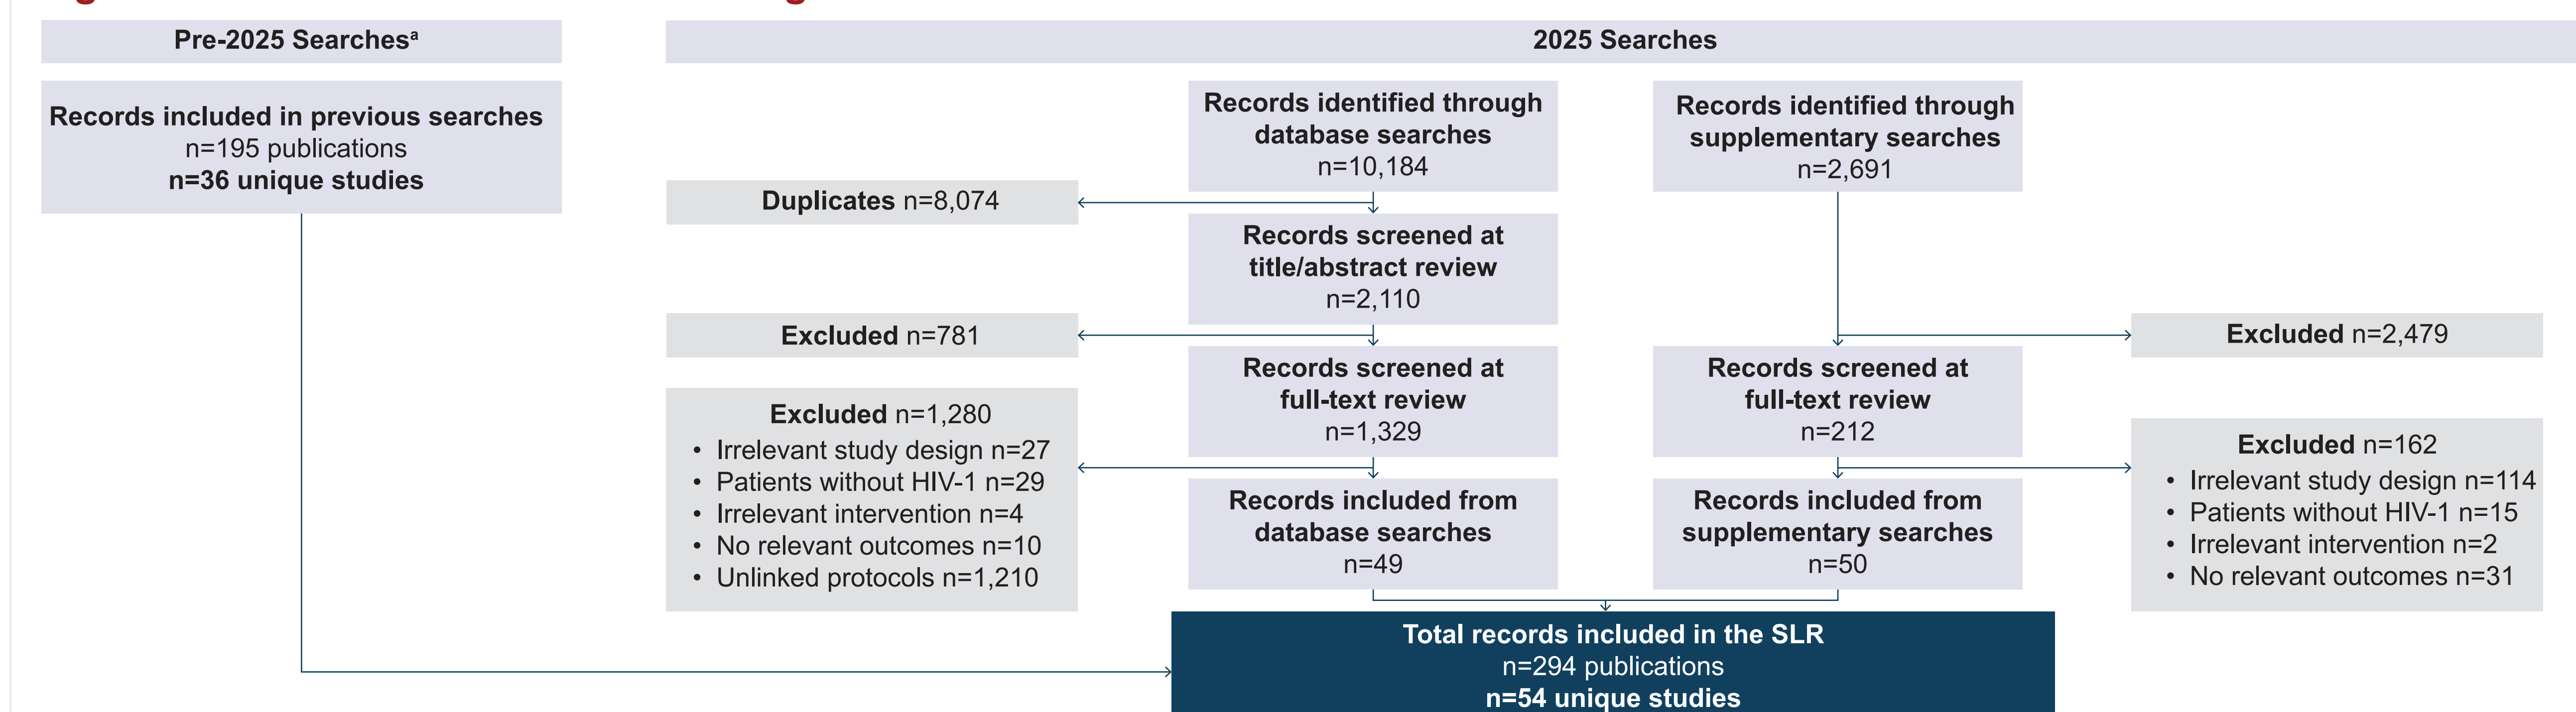 Pre-2025 Searchesᵃ
Records included in previous searches
n=195 publications
n=36 unique studies
2025 Searches
Records identified through
database searches
n=10,184
Records identified through
supplementary searches
n=2,691
Duplicates n=8,074
Records screened at
title/abstract review
n=2,110
Excluded n=781
Excluded n=2,479
Records screened at
full-text review
n=1,329
Records screened at
full-text review
n=212
Excluded n=1,280
• Irrelevant study design n=27
• Patients without HIV-1 n=29
• Irrelevant intervention n=4
• No relevant outcomes n=10
• Unlinked protocols n=1,210
Excluded n=162
• Irrelevant study design n=114
• Patients without HIV-1 n=15
• Irrelevant intervention n=2
• No relevant outcomes n=31
Records included from
database searches
n=49
Records included from
supplementary searches
n=50
Total records included in the SLR
n=294 publications
n=54 unique studies